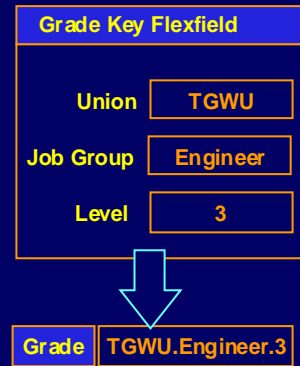 Grade Key Flexfield
Union TGWU
Job Group Engineer
Level 3
Grade TGWU.Engineer.3